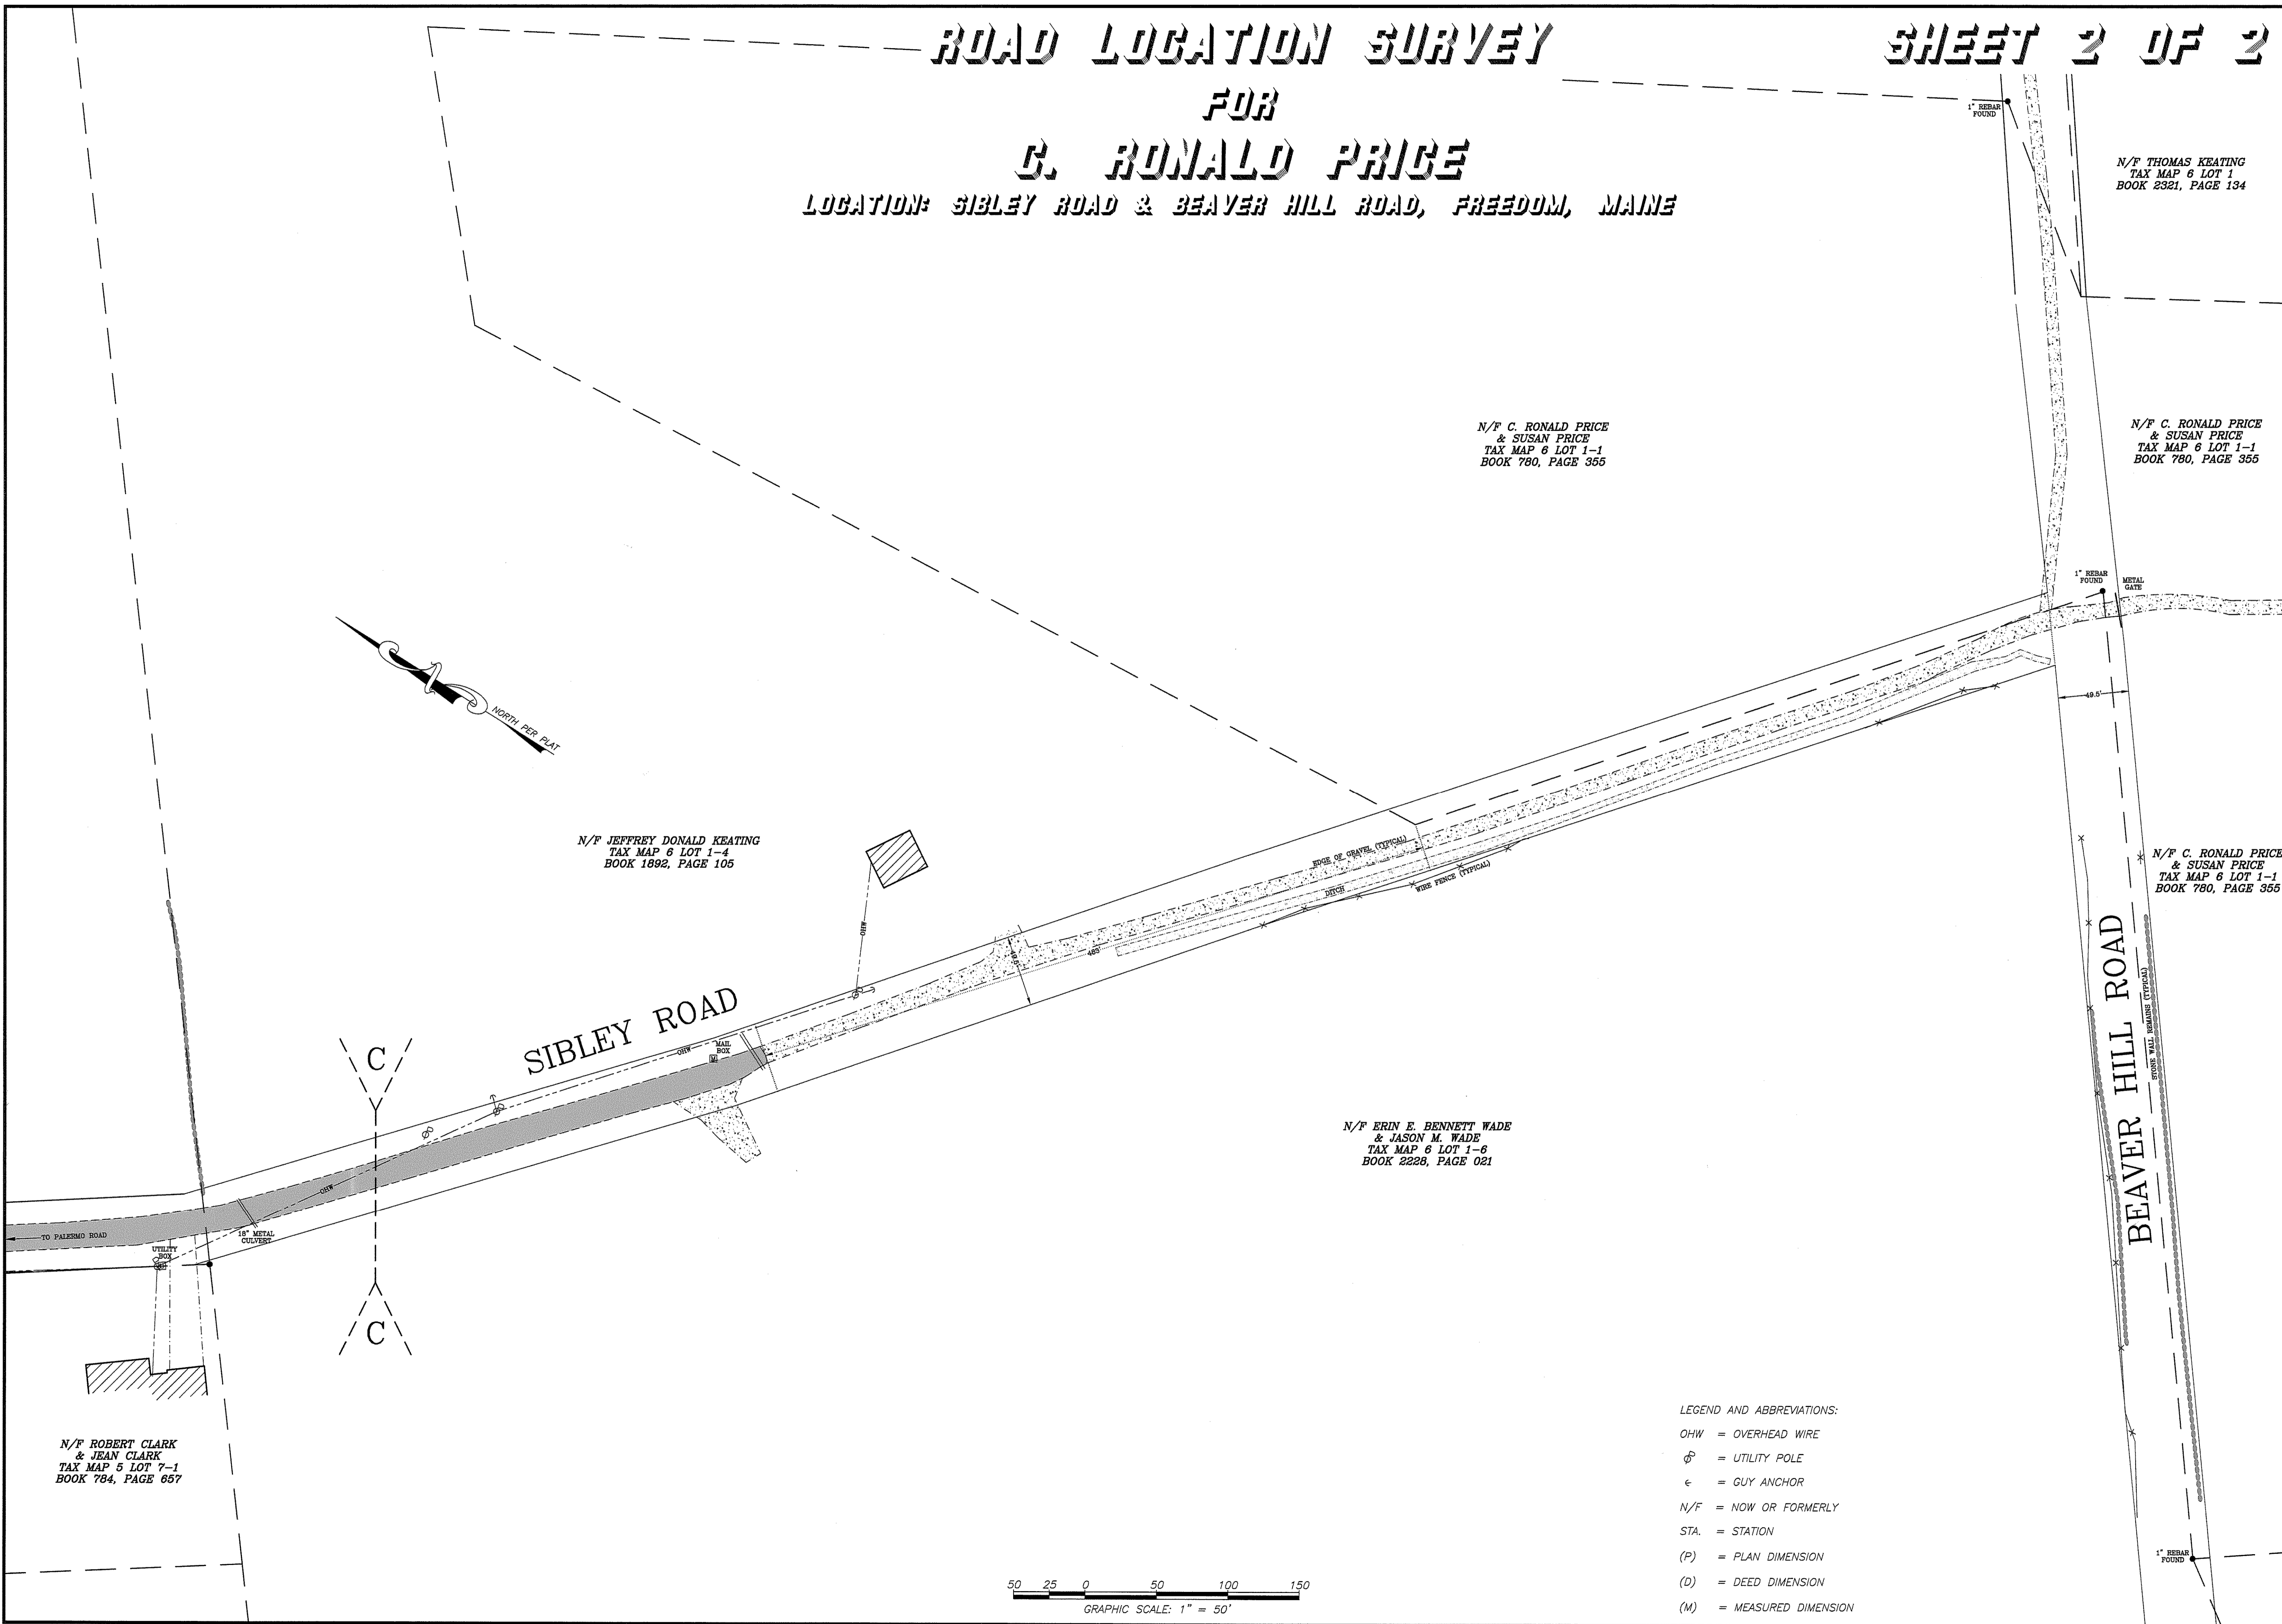 ROAD LOCATION SURVEY
SHEET 2 OF 2
FOR
C. RONALD PRICE
LOCATION: SIBLEY ROAD & BEAVER HILL ROAD, FREEDOM, MAINE
1" REBAR
FOUND
N/F THOMAS KEATING
TAX MAP 6 LOT 1
BOOK 2321, PAGE 134
N/F C. RONALD PRICE
& SUSAN PRICE
TAX MAP 6 LOT 1-1
BOOK 780, PAGE 355
N/F C. RONALD PRICE
& SUSAN PRICE
TAX MAP 6 LOT 1-1
BOOK 780, PAGE 355
1" REBAR
FOUND
METAL
GATE
NORTH PER PLAT
49.5'
N/F JEFFREY DONALD KEATING
TAX MAP 6 LOT 1-4
BOOK 1892, PAGE 105
EDGE OF GRAVEL (TYPICAL)
DITCH
WIRE FENCE (TYPICAL)
N/F C. RONALD PRICE
& SUSAN PRICE
TAX MAP 6 LOT 1-1
BOOK 780, PAGE 355
OHW
49.5'
463'
SIBLEY ROAD
OHW
MAIL
BOX
M
C
BEAVER HILL ROAD
STONE WALL REMAINS (TYPICAL)
N/F ERIN E. BENNETT WADE
& JASON M. WADE
TAX MAP 6 LOT 1-6
BOOK 2228, PAGE 021
OHW
TO PALERMO ROAD
18" METAL
CULVERT
UTILITY
BOX
C
N/F ROBERT CLARK
& JEAN CLARK
TAX MAP 5 LOT 7-1
BOOK 784, PAGE 657
LEGEND AND ABBREVIATIONS:
OHW = OVERHEAD WIRE
= UTILITY POLE
= GUY ANCHOR
N/F = NOW OR FORMERLY
STA. = STATION
(P) = PLAN DIMENSION
(D) = DEED DIMENSION
(M) = MEASURED DIMENSION
1" REBAR
FOUND
50 25 0 50 100 150
GRAPHIC SCALE: 1" = 50'